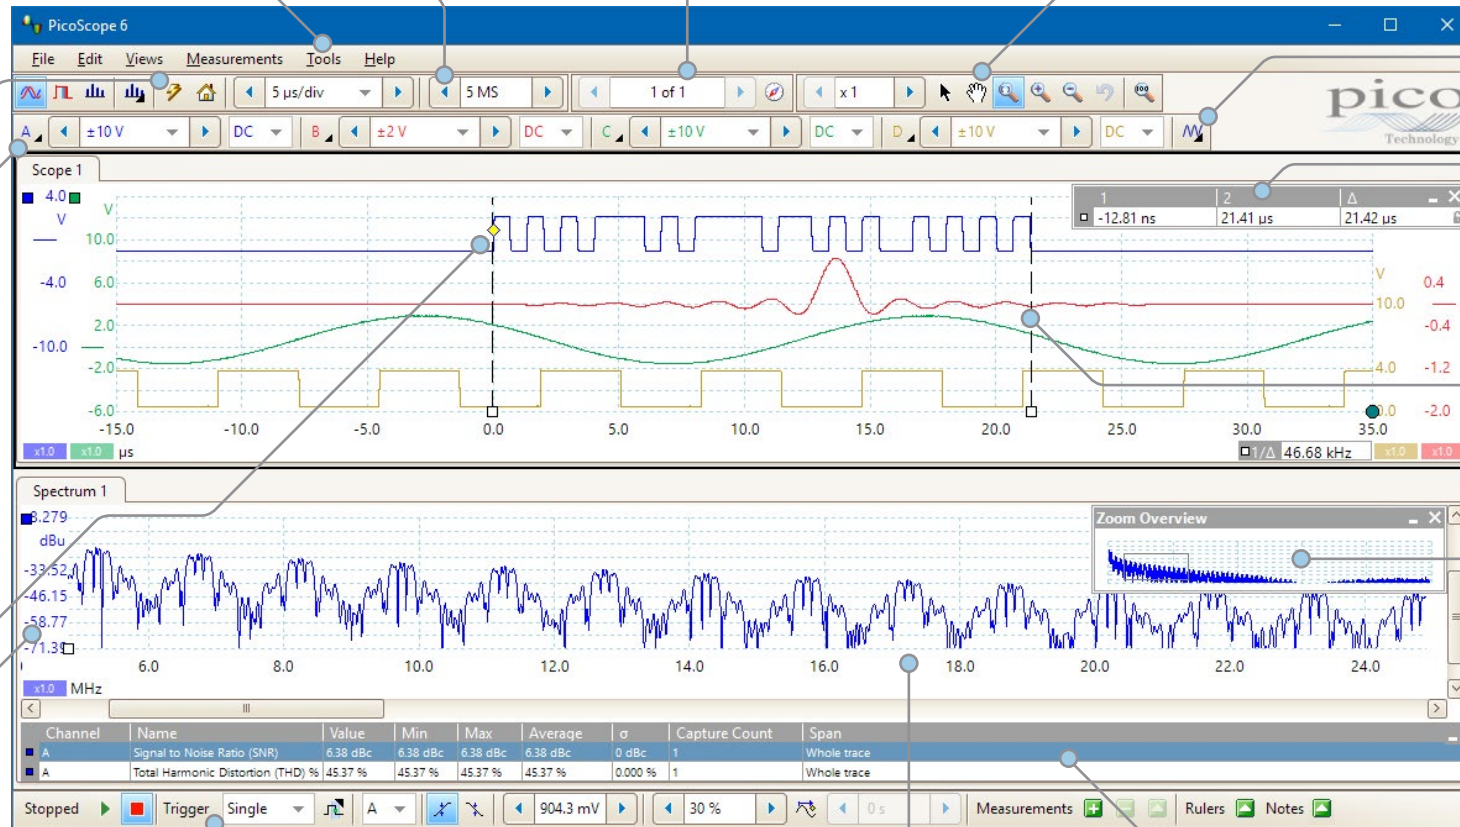 PicoScope 6
File Edit Views Measurements Tools Help
5 µs/div 5 MS 1 of 1 x 1
A ±10 V DC B ±2 V DC C ±10 V DC D ±10 V DC
pico
Technology
Scope 1
1 2 Δ
-12.81 ns 21.41 µs 21.42 µs
4.0
V V
10.0
-4.0 6.0
2.0
-10.0
-2.0
-6.0
V
10.0 0.4
-0.4
4.0 -1.2
0.0 -2.0
-15.0 -10.0 -5.0 0.0 5.0 10.0 15.0 20.0 25.0 30.0 35.0
x1.0 x1.0 µs 1/Δ 46.68 kHz x1.0 x1.0
Spectrum 1
8.279
dBu
-33.52
-46.15
-58.77
-71.39
Zoom Overview
6.0 8.0 10.0 12.0 14.0 16.0 18.0 20.0 22.0 24.0
x1.0 MHz
Channel Name Value Min Max Average σ Capture Count Span
A Signal to Noise Ratio (SNR) 6.38 dBc 6.38 dBc 6.38 dBc 6.38 dBc 0 dBc 1 Whole trace
A Total Harmonic Distortion (THD) % 45.37 % 45.37 % 45.37 % 45.37 % 0.000 % 1 Whole trace
Stopped Trigger Single A 904.3 mV 30 % 0 s Measurements Rulers Notes